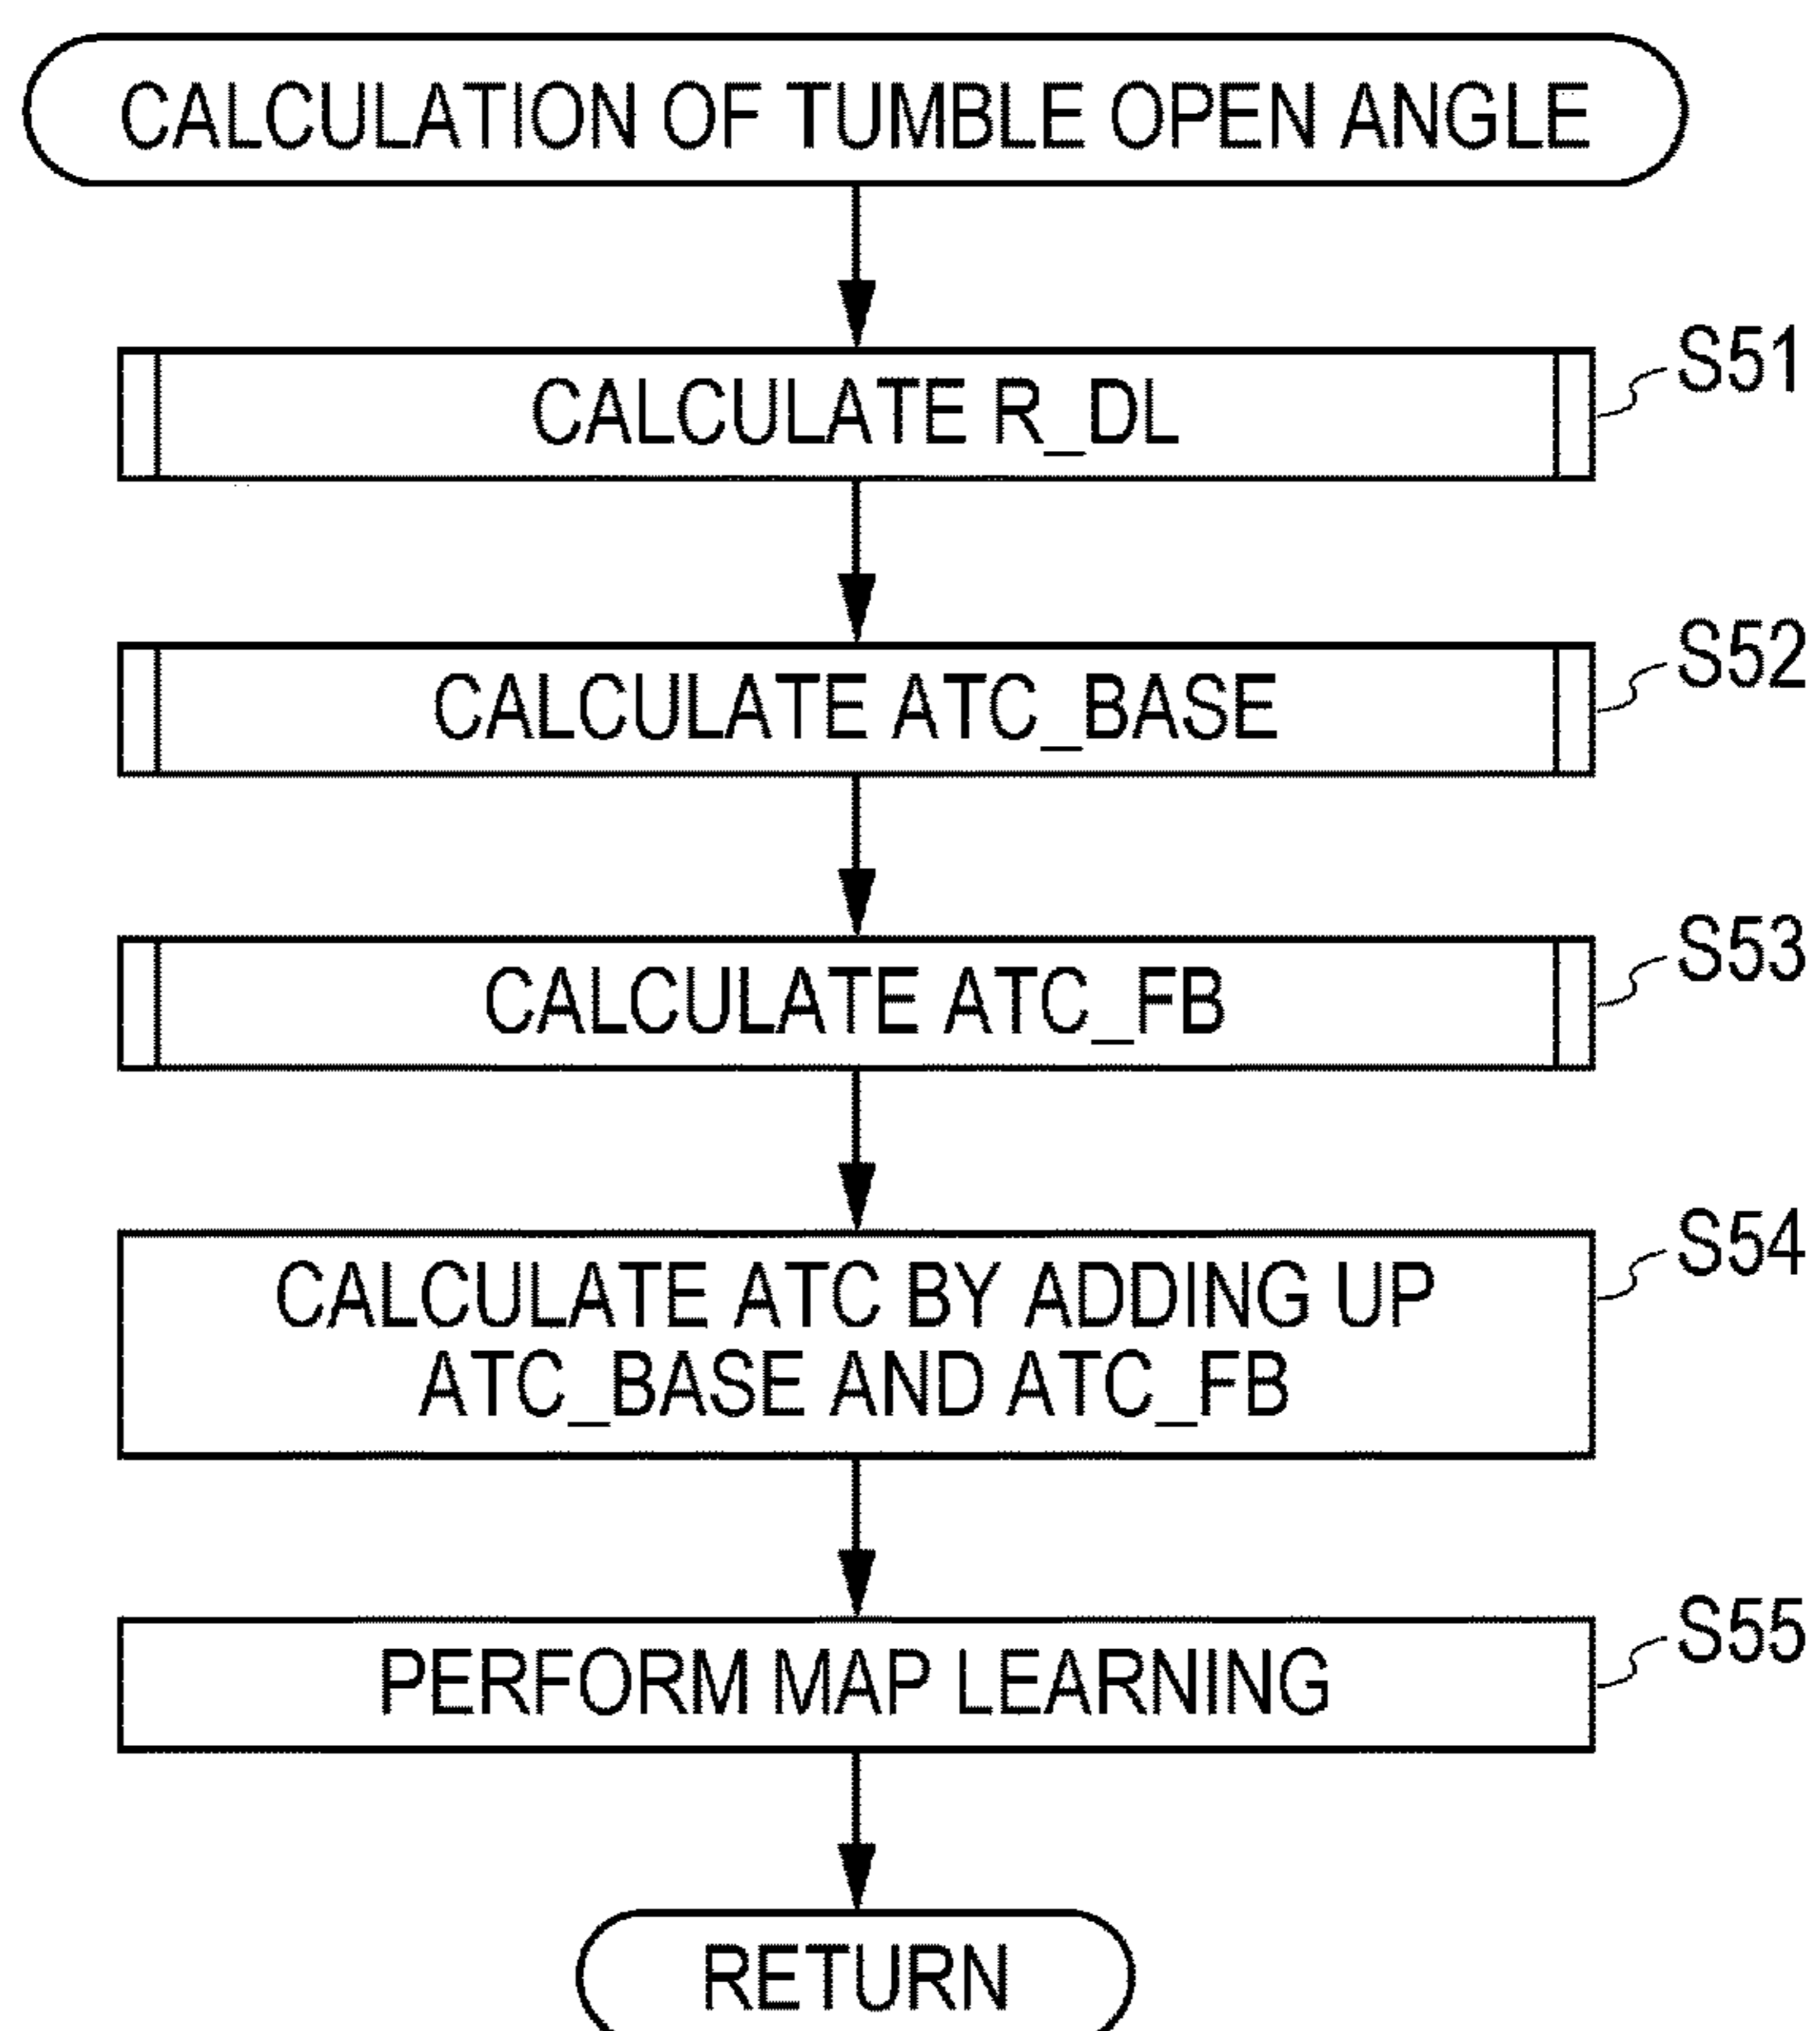 CALCULATION OF TUMBLE OPEN ANGLE
S51
CALCULATE R_DL
S52
CALCULATE ATC_BASE
S53
CALCULATE ATC_FB
S54
CALCULATE ATC BY ADDING UP
ATC_BASE AND ATC_FB
S55
PERFORM MAP LEARNING
RETURN